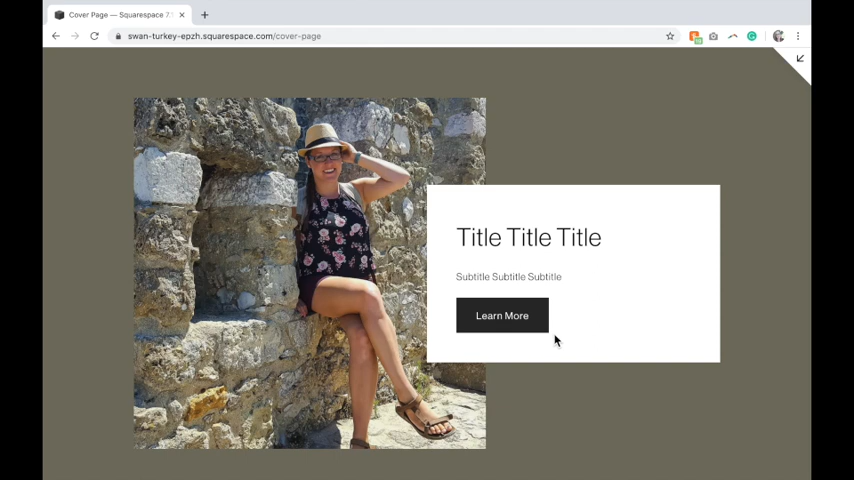 Cover Page — Squarespace 7.
swan-turkey-epzh.squarespace.com/cover-page
Title Title Title
Subtitle Subtitle Subtitle
Learn More